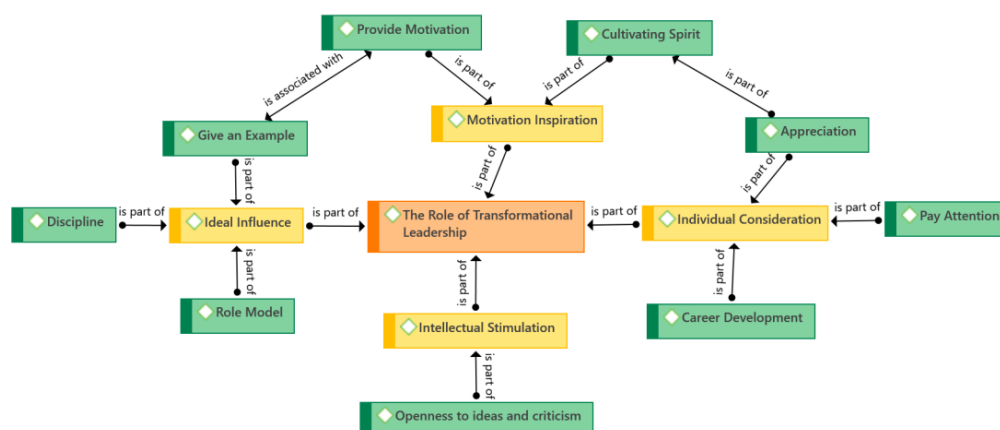 Provide Motivation
Cultivating Spirit
is associated with
is part of
is part of
is part of
Give an Example
Motivation Inspiration
Appreciation
is part of
is part of
is part of
Discipline
is part of
Ideal Influence
is part of
The Role of Transformational
Leadership
is part of
Individual Consideration
is part of
Pay Attention
is part of
is part of
is part of
Role Model
Intellectual Stimulation
Career Development
is part of
Openness to ideas and criticism